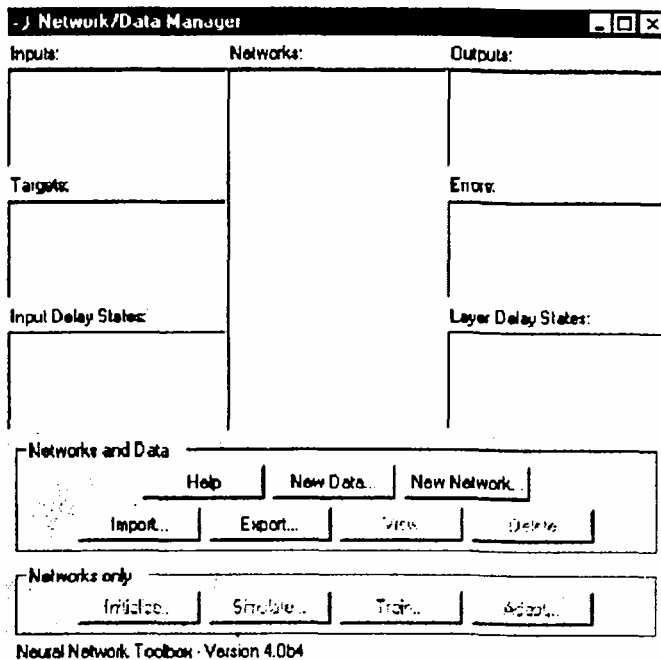 Network/Data Manager
Inputs: Networks: Outputs:
Targets: Errors:
Input Delay States: Layer Delay States:
Networks and Data
Help New Data... New Network...
Import... Export... View Delete
Networks only
Initialize... Simulate... Train... Adapt...
Neural Network Toolbox - Version 4.0b4